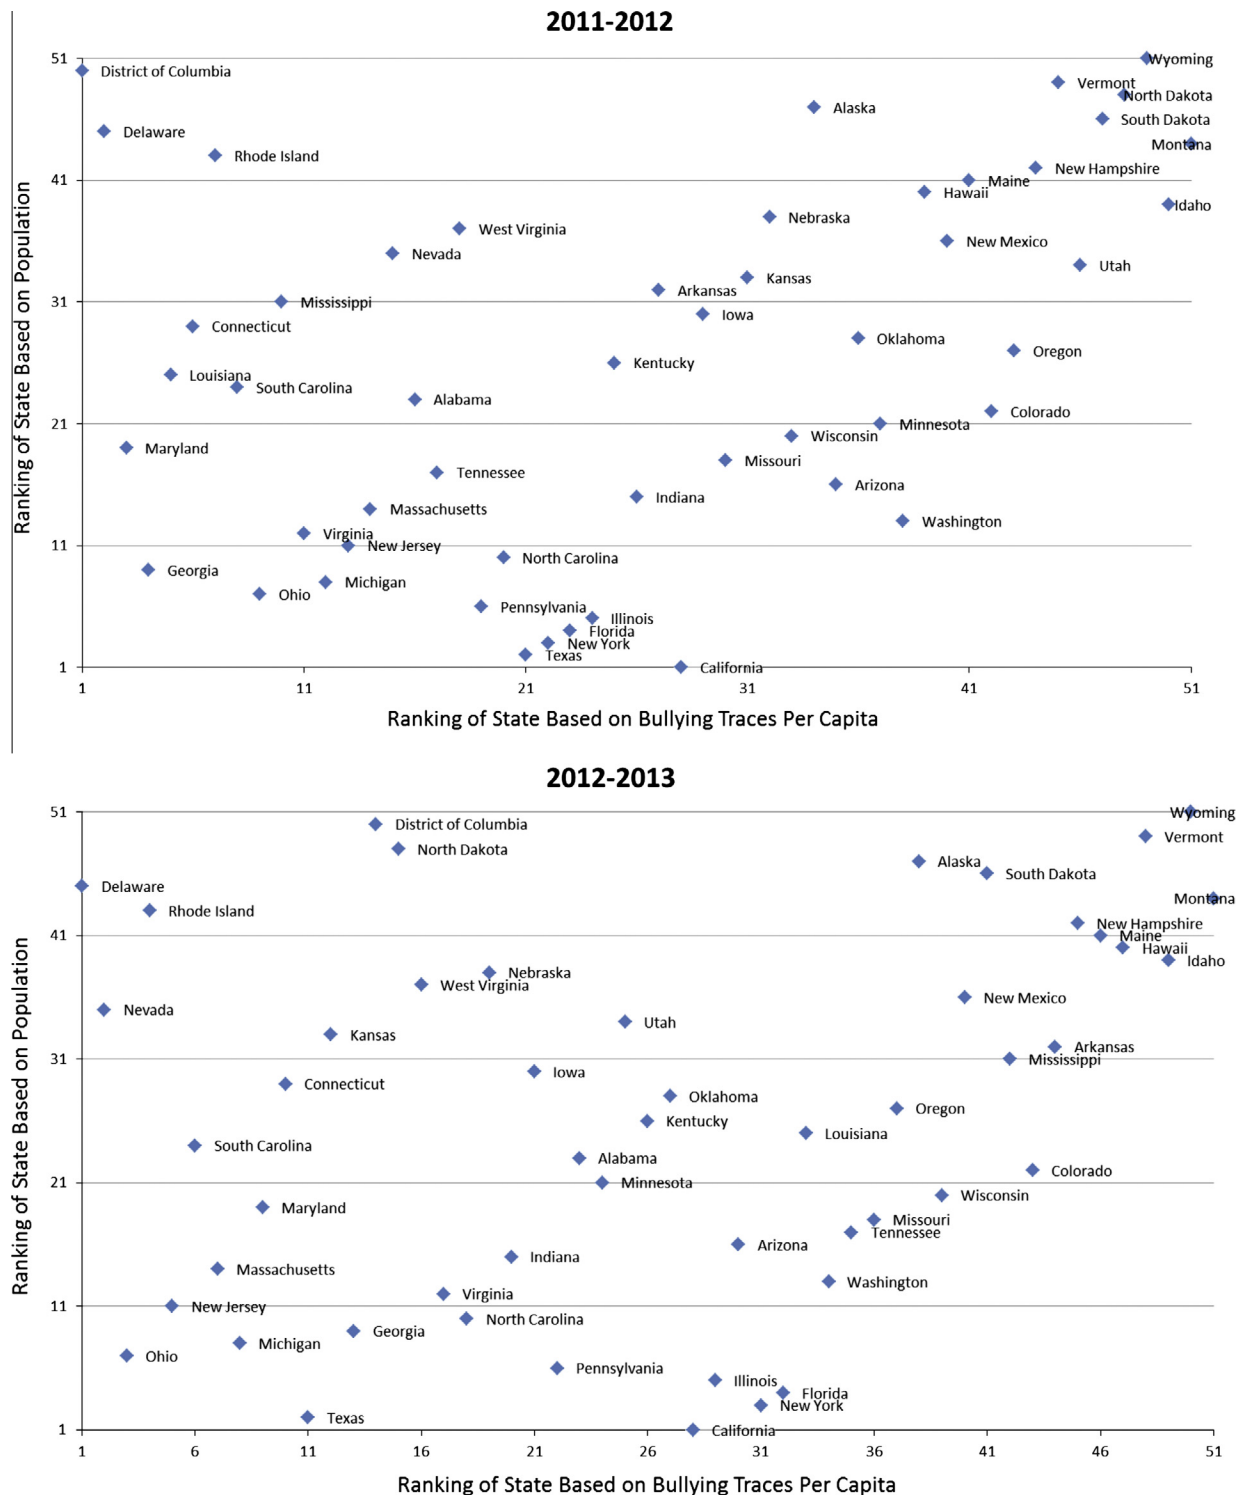 2011-2012
51
Wyoming
District of Columbia
Vermont
North Dakota
Alaska
South Dakota
Delaware
Montana
Rhode Island
New Hampshire
41
Maine
Hawaii
Idaho
Nebraska
West Virginia
New Mexico
Nevada
Utah
Kansas
Arkansas
31
Mississippi
Iowa
Connecticut
Oklahoma
Oregon
Kentucky
Louisiana
South Carolina
Alabama
Colorado
21
Minnesota
Wisconsin
Maryland
Missouri
Tennessee
Arizona
Indiana
Massachusetts
Washington
Virginia
11
New Jersey
North Carolina
Georgia
Michigan
Ohio
Pennsylvania
Illinois
Florida
New York
Texas
1
California
1 11 21 31 41 51
Ranking of State Based on Population
Ranking of State Based on Bullying Traces Per Capita
2012-2013
51
Wyoming
District of Columbia
Vermont
North Dakota
Alaska
South Dakota
Delaware
Montana
Rhode Island
New Hampshire
41
Maine
Hawaii
Idaho
Nebraska
West Virginia
New Mexico
Nevada
Utah
Kansas
Arkansas
31
Mississippi
Iowa
Connecticut
Oklahoma
Oregon
Kentucky
Louisiana
South Carolina
Alabama
Colorado
21
Minnesota
Wisconsin
Maryland
Missouri
Tennessee
Arizona
Indiana
Massachusetts
Washington
Virginia
11
New Jersey
North Carolina
Georgia
Michigan
Ohio
Pennsylvania
Illinois
Florida
New York
Texas
1
California
1 6 11 16 21 26 31 36 41 46 51
Ranking of State Based on Population
Ranking of State Based on Bullying Traces Per Capita